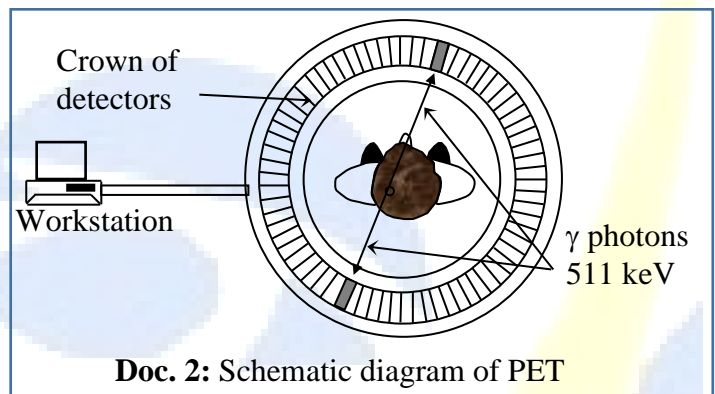 Crown of
detectors
Workstation
γ photons
511 keV
Doc. 2: Schematic diagram of PET